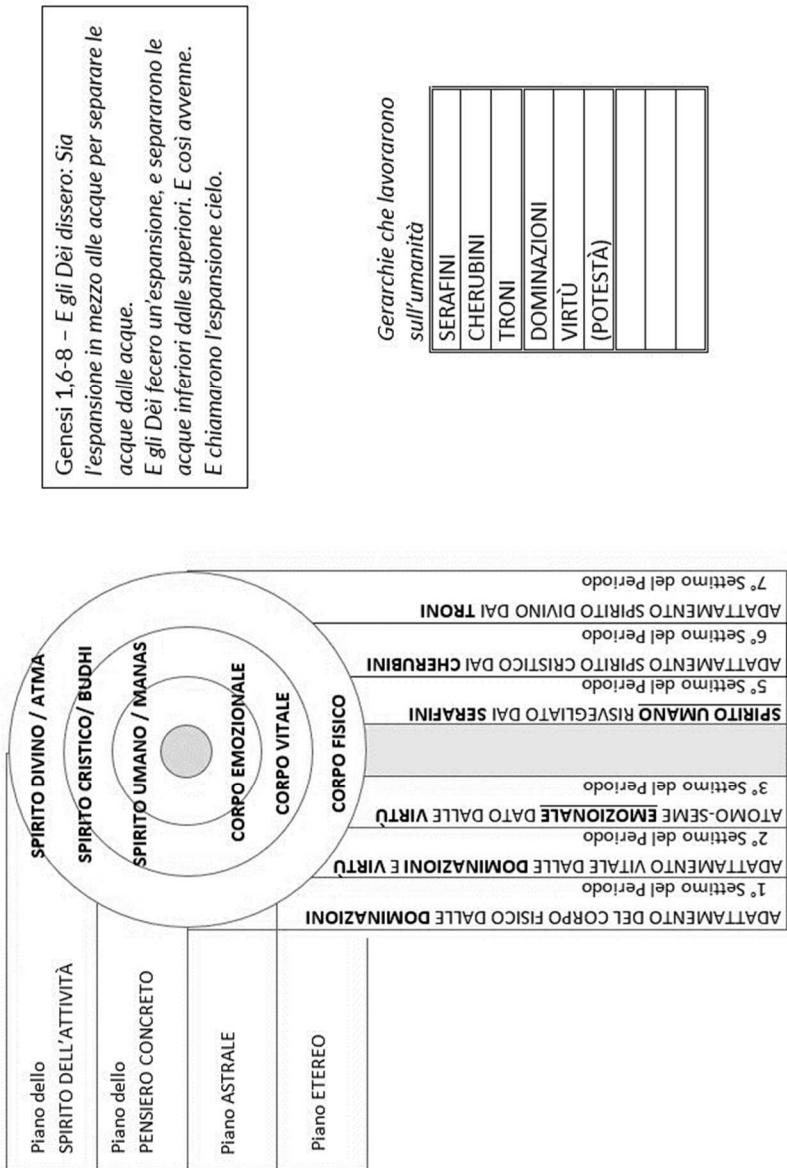 Genesi 1,6-8 – E gli Dèi dissero: Sia
l'espansione in mezzo alle acque per separare le
acque dalle acque.
E gli Dèi fecero un'espansione, e separarono le
acque inferiori dalle superiori. E così avvenne.
E chiamarono l'espansione cielo.
Gerarchie che lavorarono
sull'umanità
SERAFINI
CHERUBINI
TRONI
DOMINAZIONI
VIRTÙ
(POTESTÀ)
Piano dello
SPIRITO DELL'ATTIVITÀ
Piano dello
PENSIERO CONCRETO
Piano ASTRALE
Piano ETEREO
SPIRITO DIVINO / ATMA
SPIRITO CRISTICO/ BUDHI
SPIRITO UMANO / MANAS
CORPO EMOZIONALE
CORPO VITALE
CORPO FISICO
ADATTAMENTO DEL CORPO FISICO DALLE DOMINAZIONI
1° Settimo del Periodo
ADATTAMENTO VITALE DALLE DOMINAZIONI E VIRTÙ
2° Settimo del Periodo
ATOMO-SEME EMOZIONALE DATO DALLE VIRTÙ
3° Settimo del Periodo
SPIRITO UMANO RISVEGLIATO DAI SERAFINI
5° Settimo del Periodo
ADATTAMENTO SPIRITO CRISTICO DAI CHERUBINI
6° Settimo del Periodo
ADATTAMENTO SPIRITO DIVINO DAI TRONI
7° Settimo del Periodo